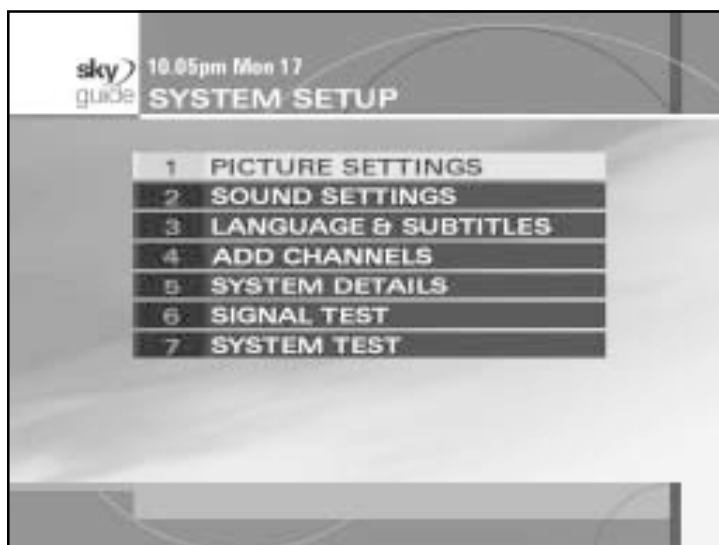 sky 10.05pm Mon 17
guide SYSTEM SETUP
1 PICTURE SETTINGS
2 SOUND SETTINGS
3 LANGUAGE & SUBTITLES
4 ADD CHANNELS
5 SYSTEM DETAILS
6 SIGNAL TEST
7 SYSTEM TEST